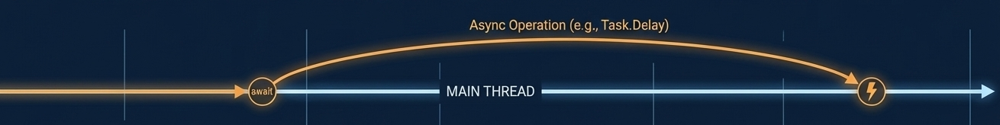 Async Operation (e.g., Task.Delay)
await
MAIN THREAD